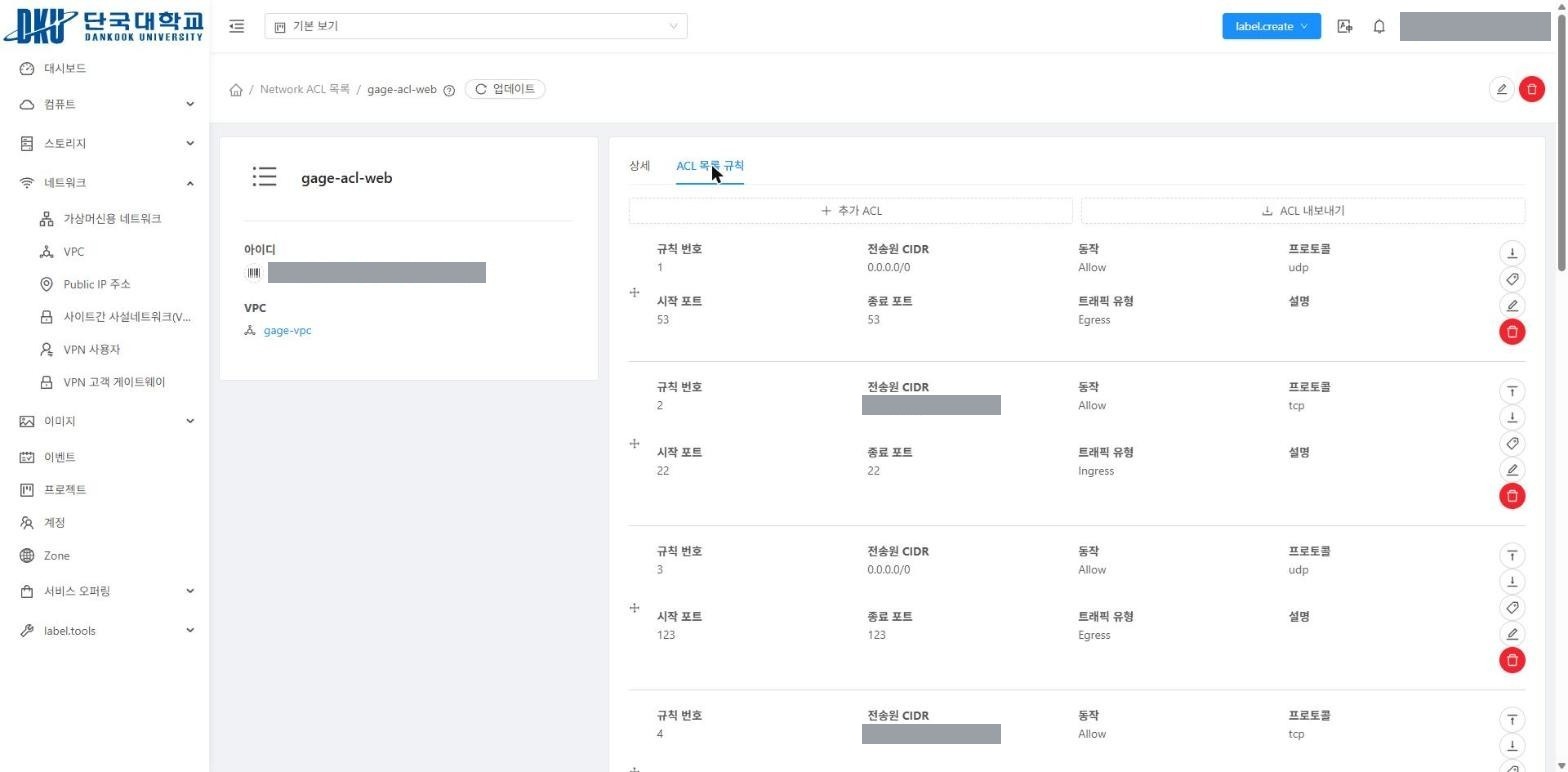 DKU 단국대학교
DANKOOK UNIVERSITY
기본 보기
label.create
대시보드
컴퓨트
스토리지
네트워크
가상머신용 네트워크
VPC
Public IP 주소
사이트간 사설네트워크(V...
VPN 사용자
VPN 고객 게이트웨이
이미지
이벤트
프로젝트
계정
Zone
서비스 오퍼링
label.tools
/ Network ACL 목록 / gage-acl-web 업데이트
gage-acl-web
아이디
VPC
gage-vpc
상세 ACL 목록 규칙
추가 ACL ACL 내보내기
규칙 번호 전송원 CIDR 동작 프로토콜
1 0.0.0.0/0 Allow udp
시작 포트 종료 포트 트래픽 유형 설명
53 53 Egress
규칙 번호 전송원 CIDR 동작 프로토콜
2 Allow tcp
시작 포트 종료 포트 트래픽 유형 설명
22 22 Ingress
규칙 번호 전송원 CIDR 동작 프로토콜
3 0.0.0.0/0 Allow udp
시작 포트 종료 포트 트래픽 유형 설명
123 123 Egress
규칙 번호 전송원 CIDR 동작 프로토콜
4 Allow tcp